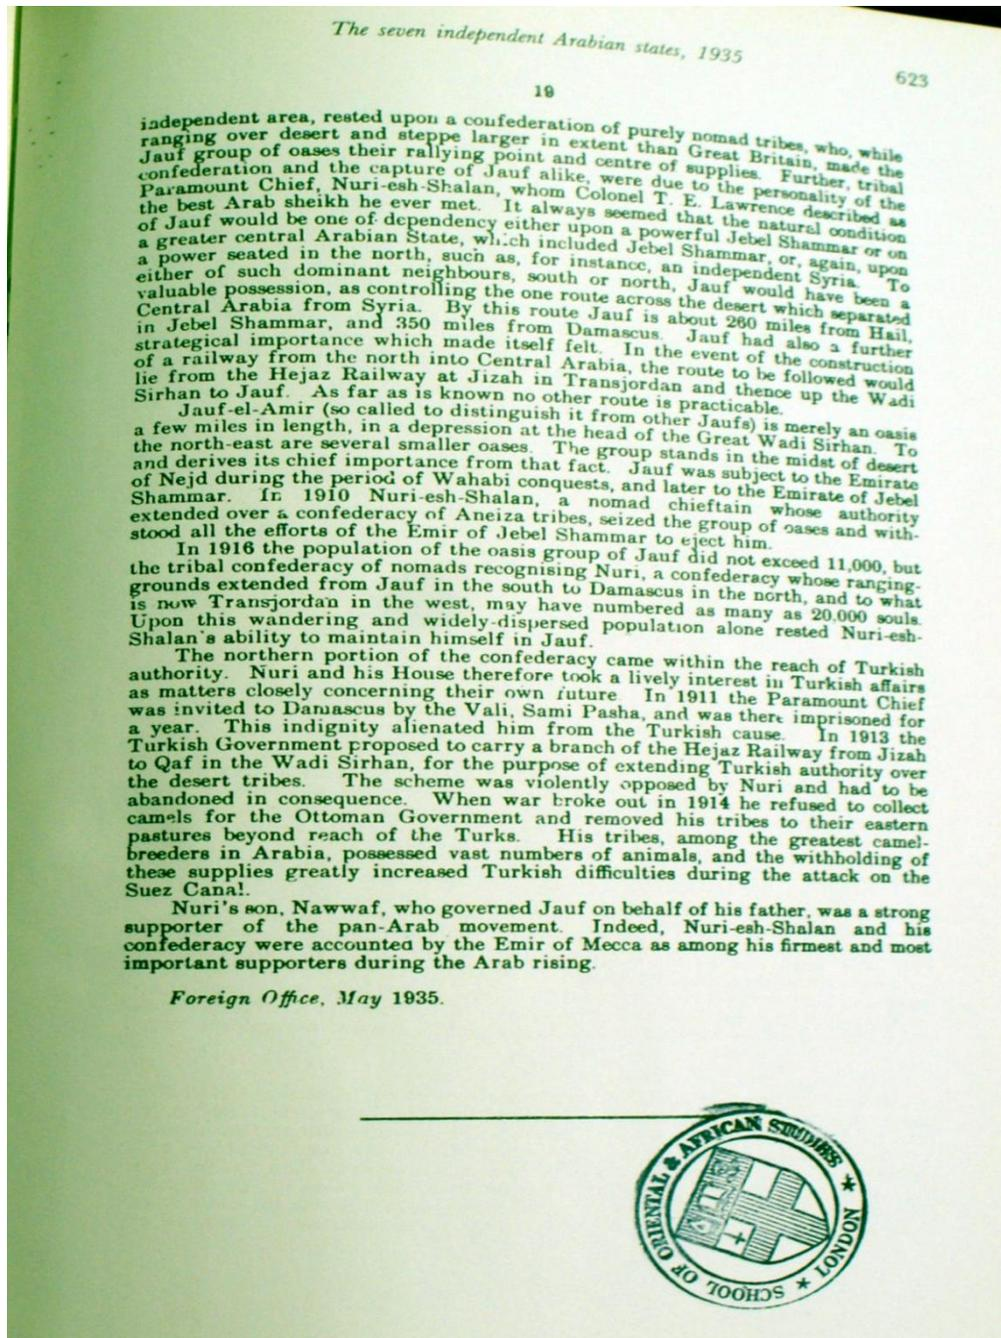 The seven independent Arabian states, 1935
623
19
independent area, rested upon a confederation of purely nomad tribes, who, while
ranging over desert and steppe larger in extent than Great Britain, made the
Jauf group of oases their rallying point and centre of supplies. Further, tribal
confederation and the capture of Jauf alike, were due to the personality of the
Paramount Chief, Nuri-esh-Shalan, whom Colonel T. E. Lawrence described as
the best Arab sheikh he ever met. It always seemed that the natural condition
of Jauf would be one of dependency either upon a powerful Jebel Shammar or on
a greater central Arabian State, which included Jebel Shammar, or, again, upon
a power seated in the north, such as, for instance, an independent Syria. To
either of such dominant neighbours, south or north, Jauf would have been a
valuable possession, as controlling the one route across the desert which separated
Central Arabia from Syria. By this route Jauf is about 260 miles from Hail,
in Jebel Shammar, and 350 miles from Damascus. Jauf had also a further
strategical importance which made itself felt. In the event of the construction
of a railway from the north into Central Arabia, the route to be followed would
lie from the Hejaz Railway at Jizah in Transjordan and thence up the Wadi
Sirhan to Jauf. As far as is known no other route is practicable.
Jauf-el-Amir (so called to distinguish it from other Jaufs) is merely an oasis
a few miles in length, in a depression at the head of the Great Wadi Sirhan. To
the north-east are several smaller oases. The group stands in the midst of desert
and derives its chief importance from that fact. Jauf was subject to the Emirate
of Nejd during the period of Wahabi conquests, and later to the Emirate of Jebel
Shammar. In 1910 Nuri-esh-Shalan, a nomad chieftain whose authority
extended over a confederacy of Aneiza tribes, seized the group of oases and with-
stood all the efforts of the Emir of Jebel Shammar to eject him.
In 1916 the population of the oasis group of Jauf did not exceed 11,000, but
the tribal confederacy of nomads recognising Nuri, a confederacy whose ranging-
grounds extended from Jauf in the south to Damascus in the north, and to what
is now Transjordan in the west, may have numbered as many as 20,000 souls.
Upon this wandering and widely-dispersed population alone rested Nuri-esh-
Shalan's ability to maintain himself in Jauf.
The northern portion of the confederacy came within the reach of Turkish
authority. Nuri and his House therefore took a lively interest in Turkish affairs
as matters closely concerning their own future. In 1911 the Paramount Chief
was invited to Damascus by the Vali, Sami Pasha, and was there imprisoned for
a year. This indignity alienated him from the Turkish cause. In 1913 the
Turkish Government proposed to carry a branch of the Hejaz Railway from Jizah
to Qaf in the Wadi Sirhan, for the purpose of extending Turkish authority over
the desert tribes. The scheme was violently opposed by Nuri and had to be
abandoned in consequence. When war broke out in 1914 he refused to collect
camels for the Ottoman Government and removed his tribes to their eastern
pastures beyond reach of the Turks. His tribes, among the greatest camel-
breeders in Arabia, possessed vast numbers of animals, and the withholding of
these supplies greatly increased Turkish difficulties during the attack on the
Suez Canal.
Nuri's son, Nawwaf, who governed Jauf on behalf of his father, was a strong
supporter of the pan-Arab movement. Indeed, Nuri-esh-Shalan and his
confederacy were accounted by the Emir of Mecca as among his firmest and most
important supporters during the Arab rising.
Foreign Office, May 1935.
SCHOOL OF ORIENTAL & AFRICAN STUDIES * LONDON *